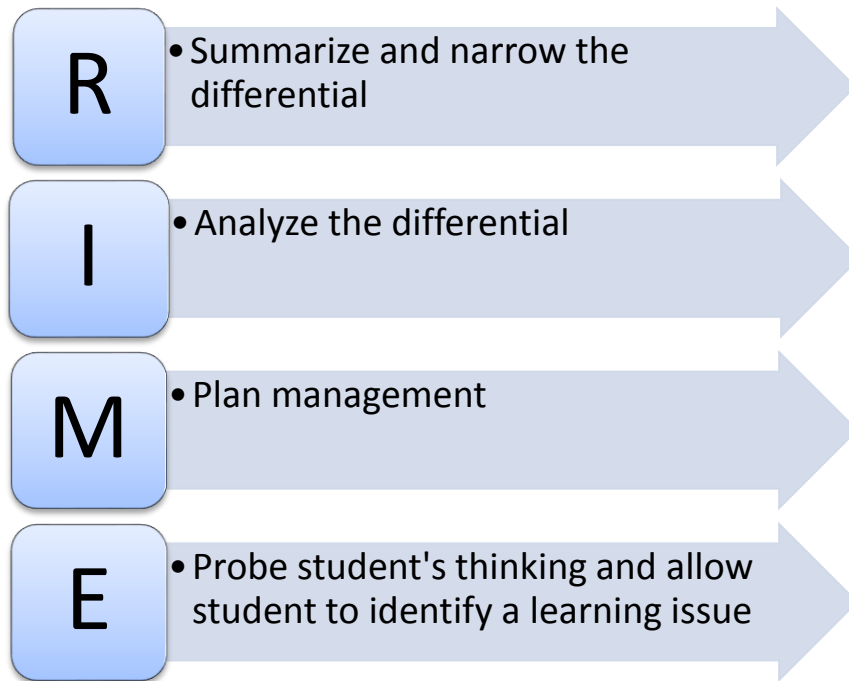 R
• Summarize and narrow the
differential
I
• Analyze the differential
M
• Plan management
E
• Probe student's thinking and allow
student to identify a learning issue